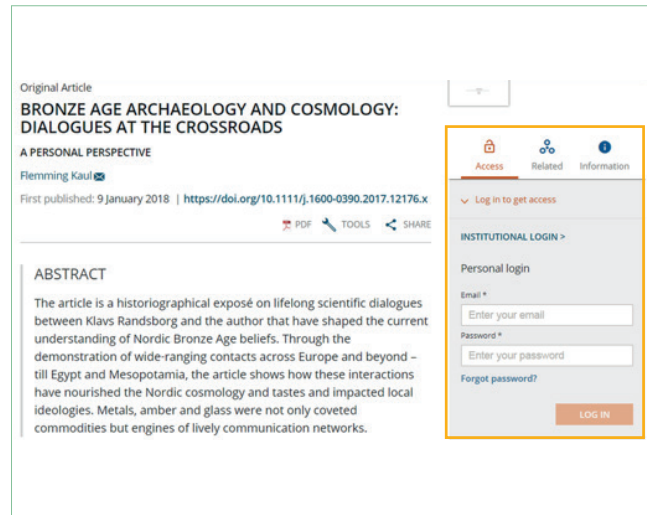 Original Article
BRONZE AGE ARCHAEOLOGY AND COSMOLOGY:
DIALOGUES AT THE CROSSROADS
A PERSONAL PERSPECTIVE
Flemming Kaul
First published: 9 January 2018 | https://doi.org/10.1111/j.1600-0390.2017.12176.x
PDF TOOLS SHARE
ABSTRACT
The article is a historiographical exposé on lifelong scientific dialogues
between Klavs Randsborg and the author that have shaped the current
understanding of Nordic Bronze Age beliefs. Through the
demonstration of wide-ranging contacts across Europe and beyond –
till Egypt and Mesopotamia, the article shows how these interactions
have nourished the Nordic cosmology and tastes and impacted local
ideologies. Metals, amber and glass were not only coveted
commodities but engines of lively communication networks.
Access Related Information
Log in to get access
INSTITUTIONAL LOGIN >
Personal login
Email *
Enter your email
Password *
Enter your password
Forgot password?
LOG IN